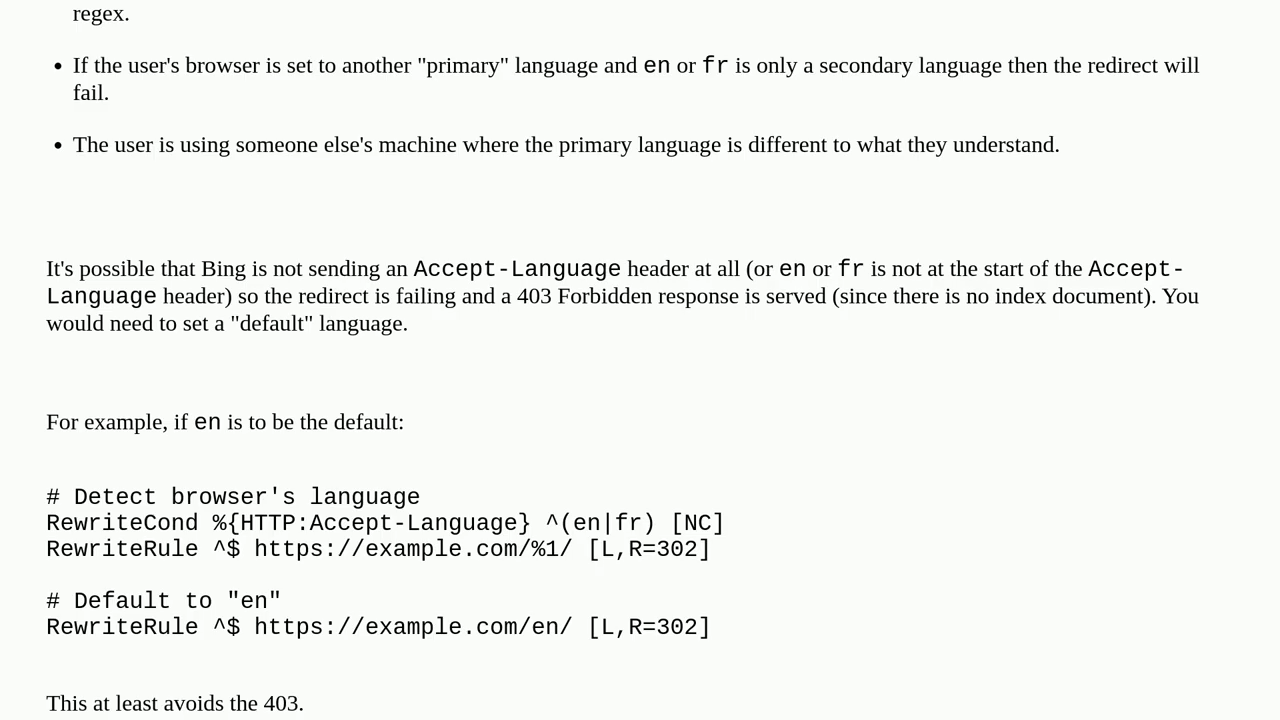 regex.
• If the user's browser is set to another "primary" language and en or fr is only a secondary language then the redirect will
fail.
• The user is using someone else's machine where the primary language is different to what they understand.
It's possible that Bing is not sending an Accept-Language header at all (or en or fr is not at the start of the Accept-
Language header) so the redirect is failing and a 403 Forbidden response is served (since there is no index document). You
would need to set a "default" language.
For example, if en is to be the default:
# Detect browser's language
RewriteCond %{HTTP:Accept-Language} ^(en|fr) [NC]
RewriteRule ^$ https://example.com/%1/ [L,R=302]
# Default to "en"
RewriteRule ^$ https://example.com/en/ [L,R=302]
This at least avoids the 403.